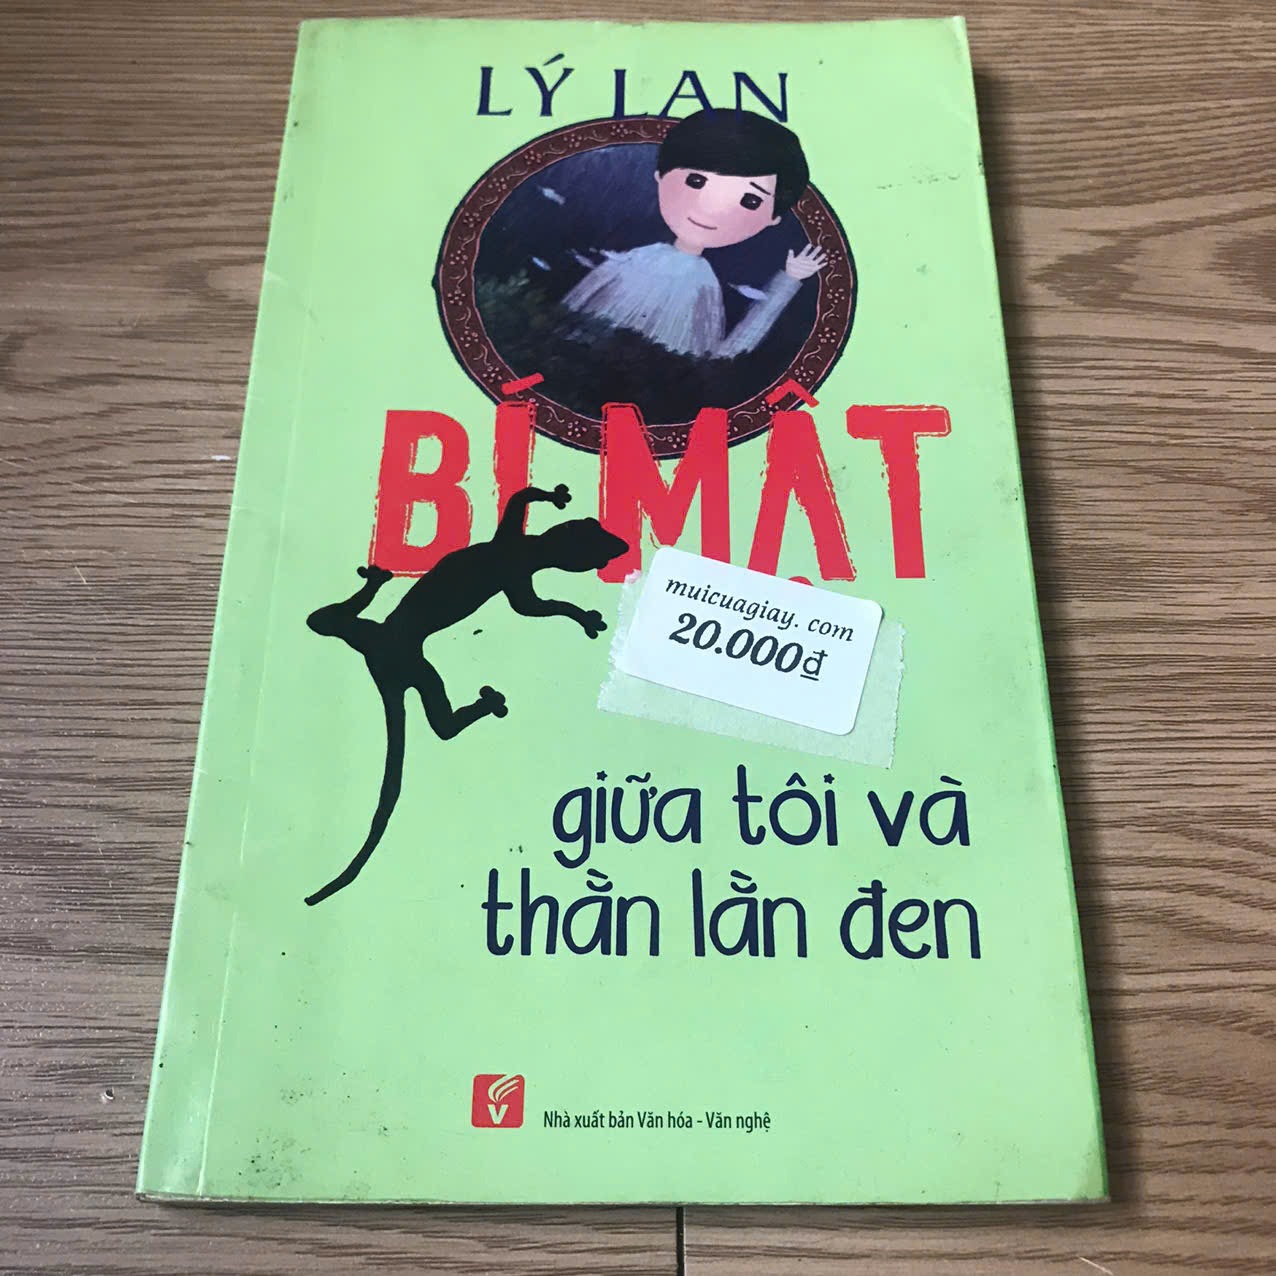 LÝ LAN
BÍ MẬT
muicuagiay. com
20.000đ
giữa tôi và
thằn lằn đen
V
Nhà xuất bản Văn hóa - Văn nghệ